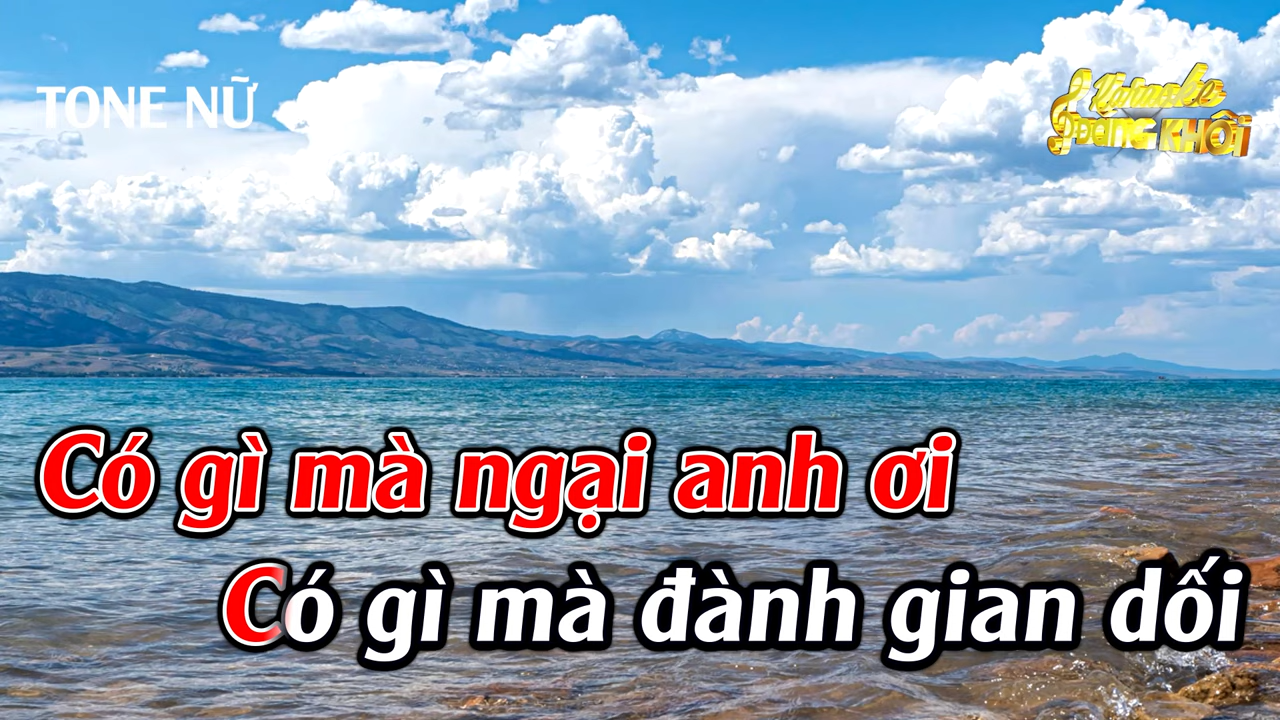 TONE NỮ
Karaoke
ĐĂNG KHÔI
Có gì mà ngại anh ơi
Có gì mà đành gian dối